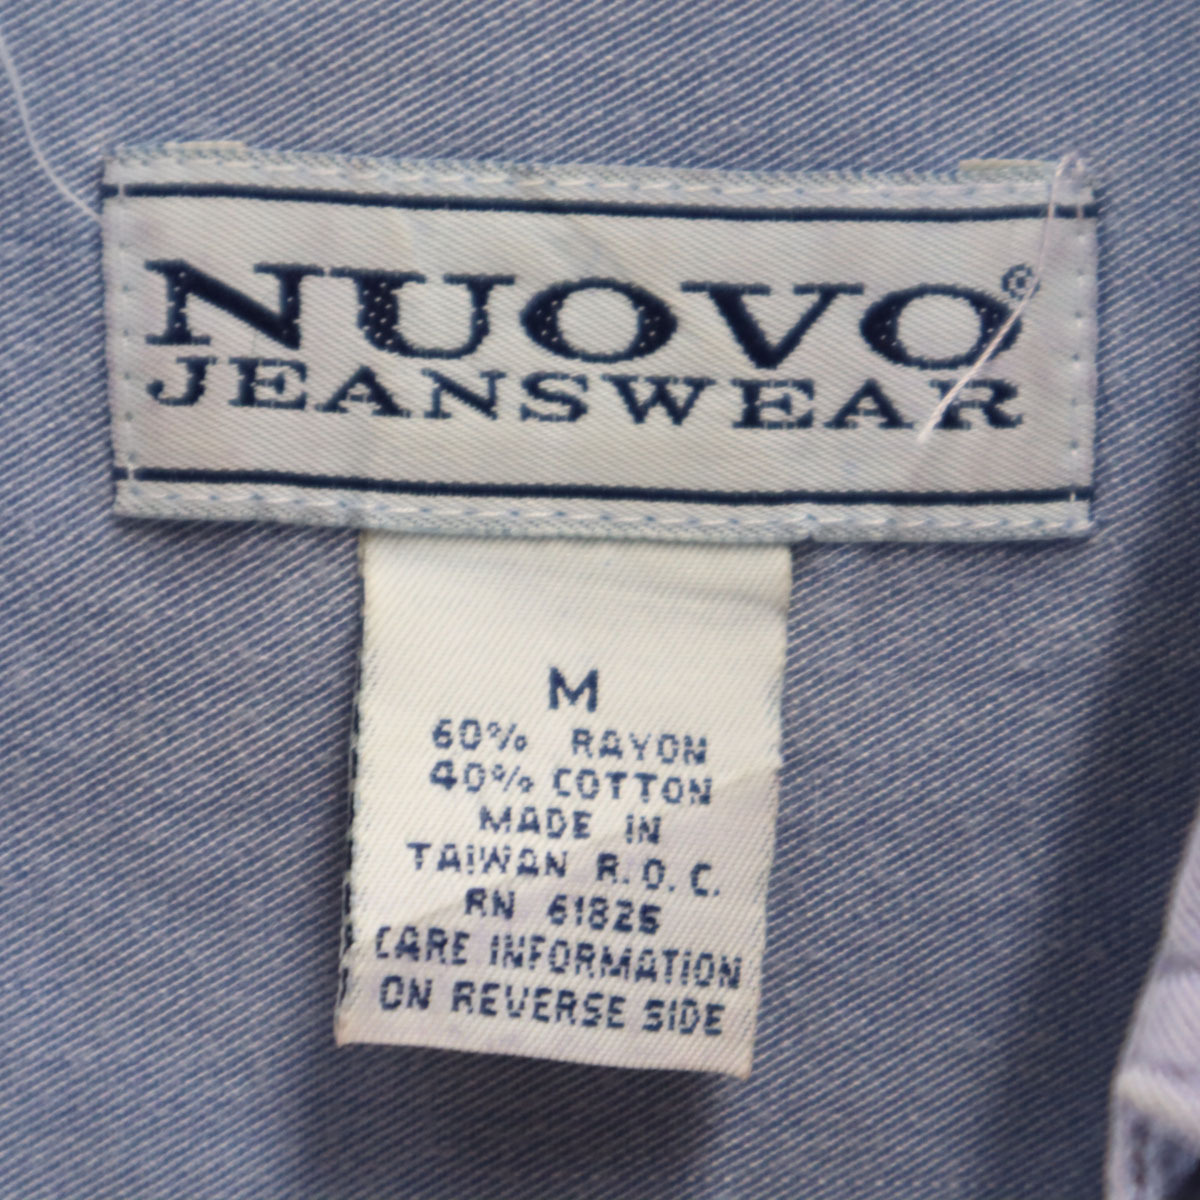 NUOVO®
JEANSWEAR
M
60% RAYON
40% COTTON
MADE IN
TAIWAN R.O.C.
RN 61825
CARE INFORMATION
ON REVERSE SIDE